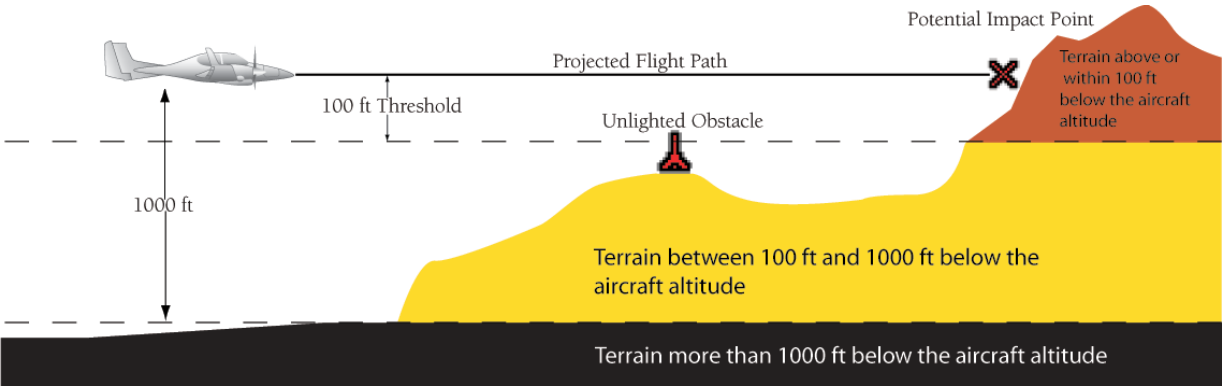 Potential Impact Point
Projected Flight Path
Terrain above or
within 100 ft
below the aircraft
altitude
100 ft Threshold
Unlighted Obstacle
1000 ft
Terrain between 100 ft and 1000 ft below the
aircraft altitude
Terrain more than 1000 ft below the aircraft altitude